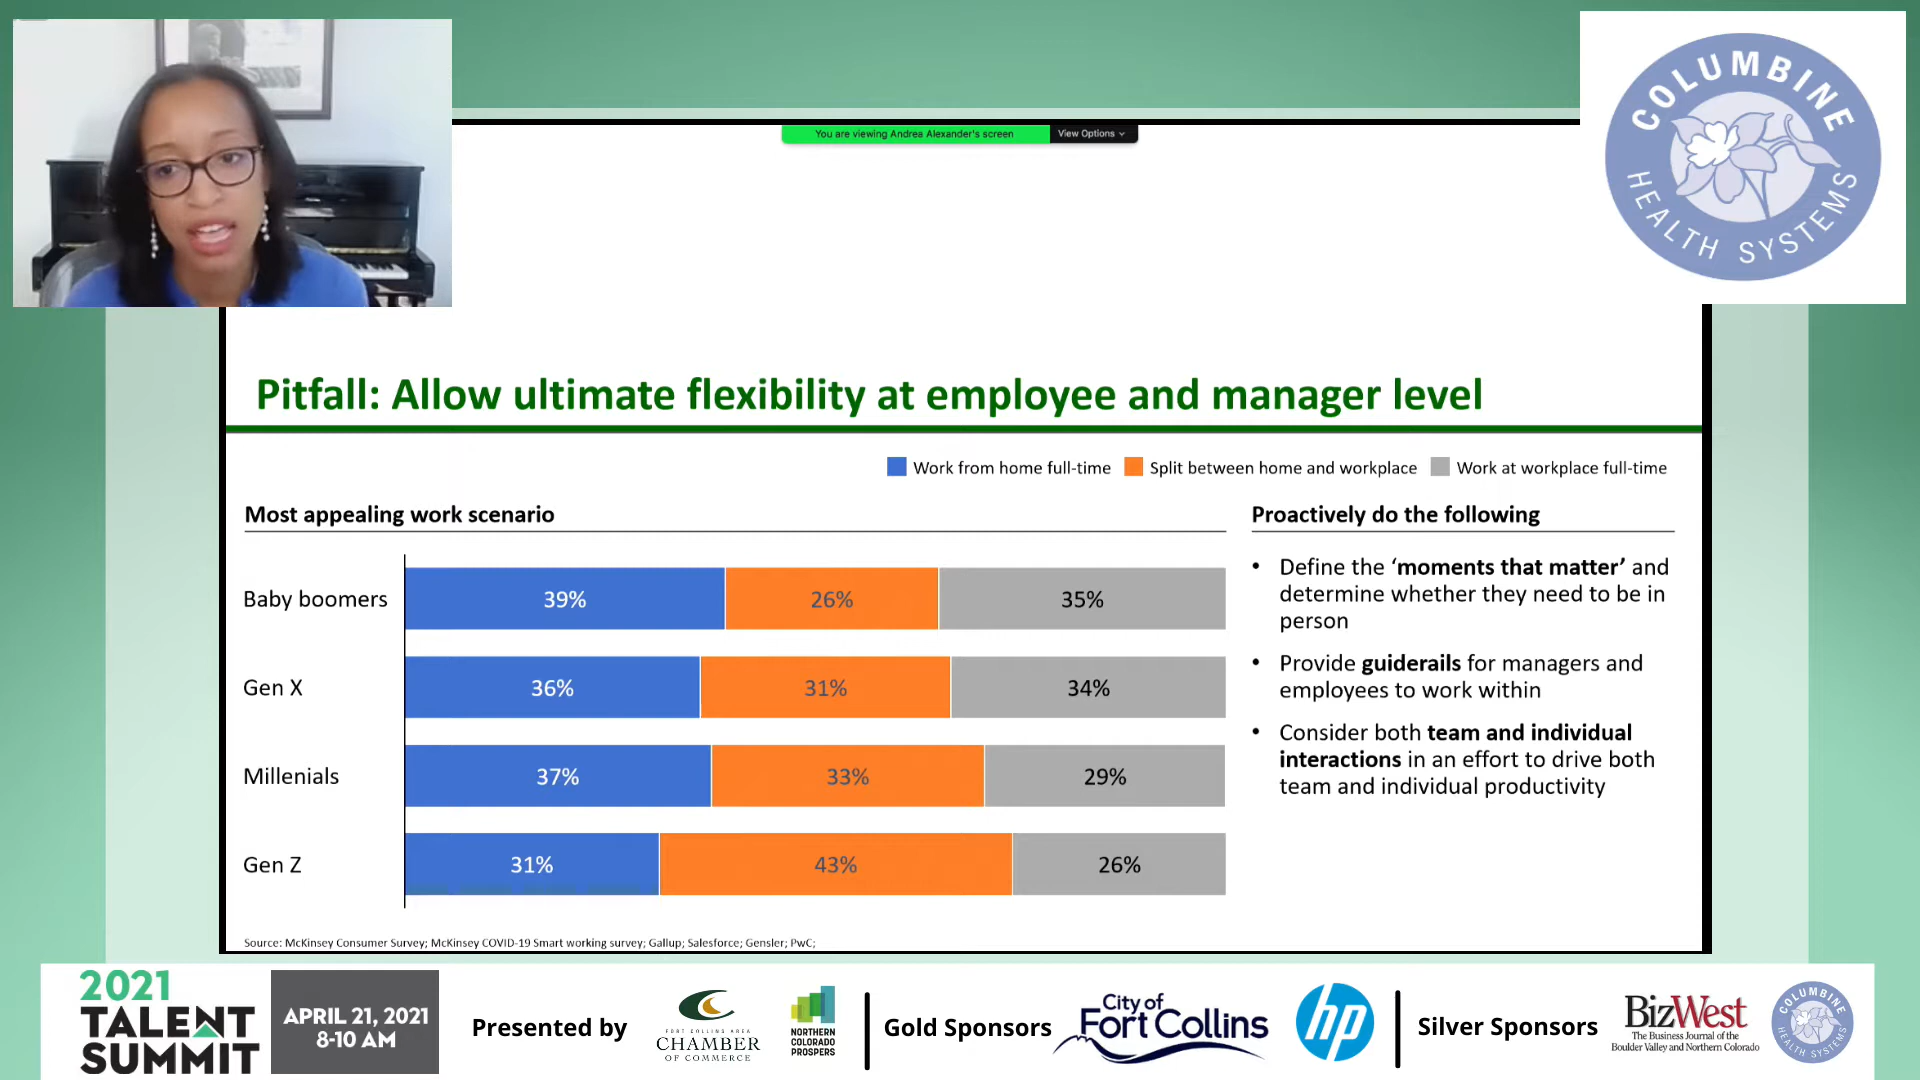 You are viewing Andrea Alexander's screen
View Options
COLUMBINE
HEALTH SYSTEMS
Pitfall: Allow ultimate flexibility at employee and manager level
Work from home full-time
Split between home and workplace
Work at workplace full-time
Most appealing work scenario
Baby boomers
39%
26%
35%
Gen X
36%
31%
34%
Millenials
37%
33%
29%
Gen Z
31%
43%
26%
Proactively do the following
• Define the ‘moments that matter’ and
determine whether they need to be in
person
• Provide guiderails for managers and
employees to work within
• Consider both team and individual
interactions in an effort to drive both
team and individual productivity
Source: McKinsey Consumer Survey; McKinsey COVID-19 Smart working survey; Gallup; Salesforce; Gensler; PwC;
2021
TALENT
SUMMIT
APRIL 21, 2021
8-10 AM
Presented by
FORT COLLINS AREA
CHAMBER
OF COMMERCE
NORTHERN
COLORADO
PROSPERS
Gold Sponsors
City of
Fort Collins
hp
Silver Sponsors
BizWest
The Business Journal of the
Boulder Valley and Northern Colorado
COLUMBINE
HEALTH SYSTEMS